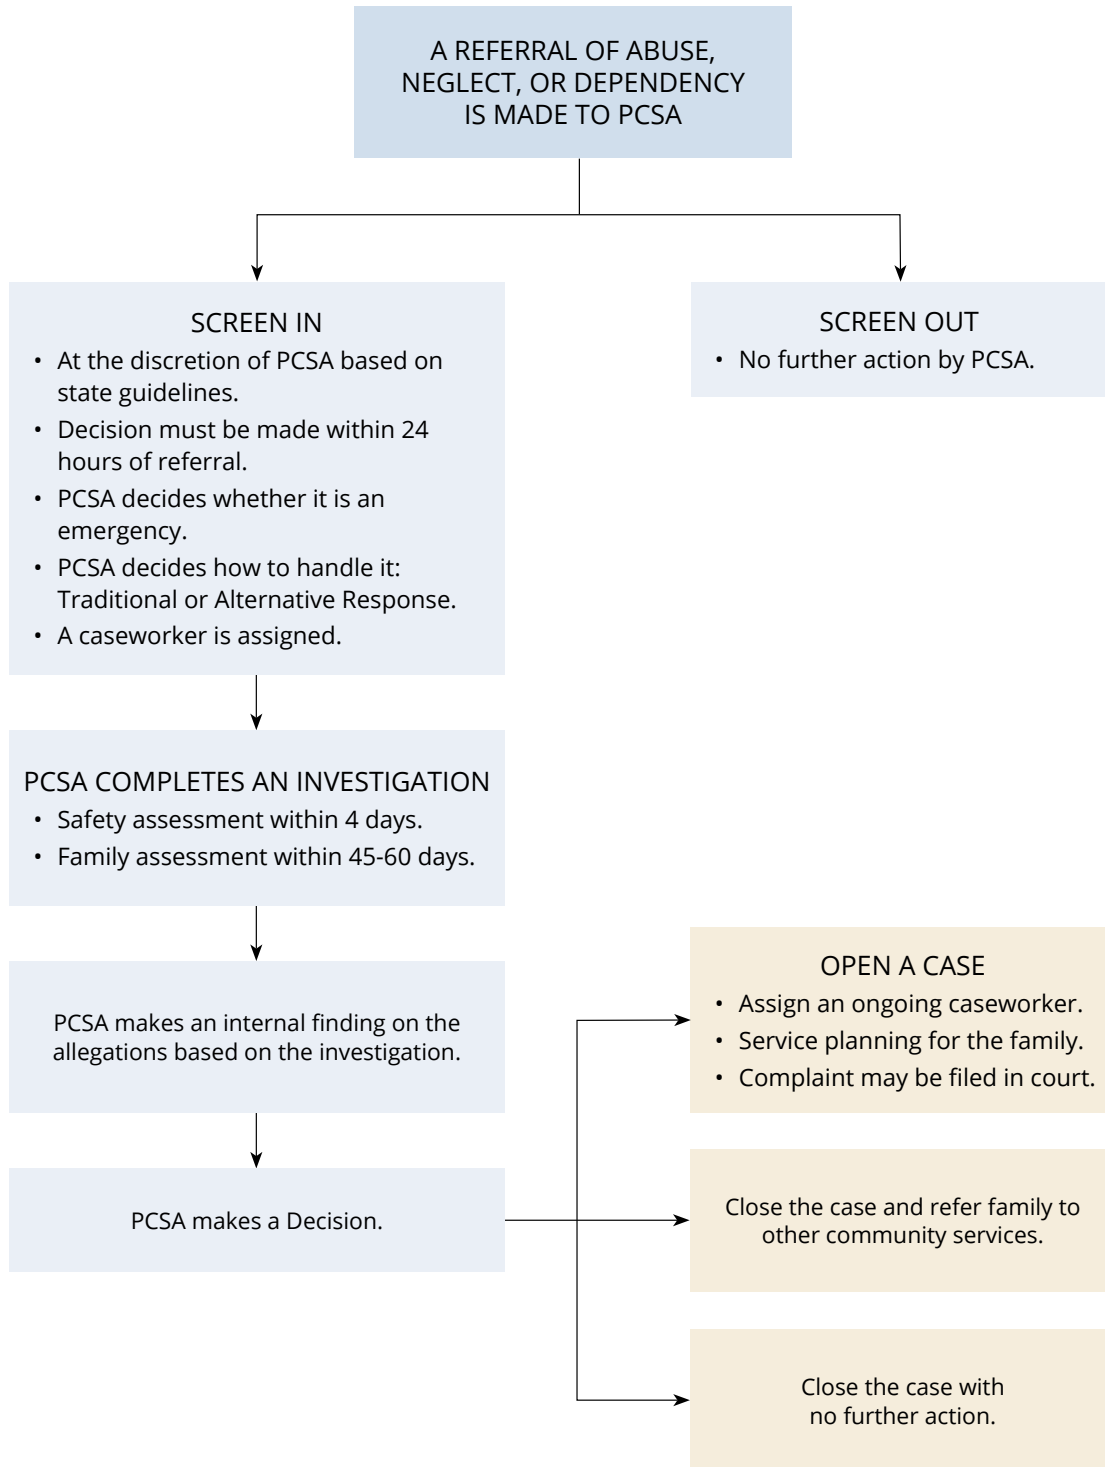 A REFERRAL OF ABUSE,
NEGLECT, OR DEPENDENCY
IS MADE TO PCSA
SCREEN IN
• At the discretion of PCSA based on
state guidelines.
• Decision must be made within 24
hours of referral.
• PCSA decides whether it is an
emergency.
• PCSA decides how to handle it:
Traditional or Alternative Response.
• A caseworker is assigned.
SCREEN OUT
• No further action by PCSA.
PCSA COMPLETES AN INVESTIGATION
• Safety assessment within 4 days.
• Family assessment within 45-60 days.
PCSA makes an internal finding on the
allegations based on the investigation.
PCSA makes a Decision.
OPEN A CASE
• Assign an ongoing caseworker.
• Service planning for the family.
• Complaint may be filed in court.
Close the case and refer family to
other community services.
Close the case with
no further action.